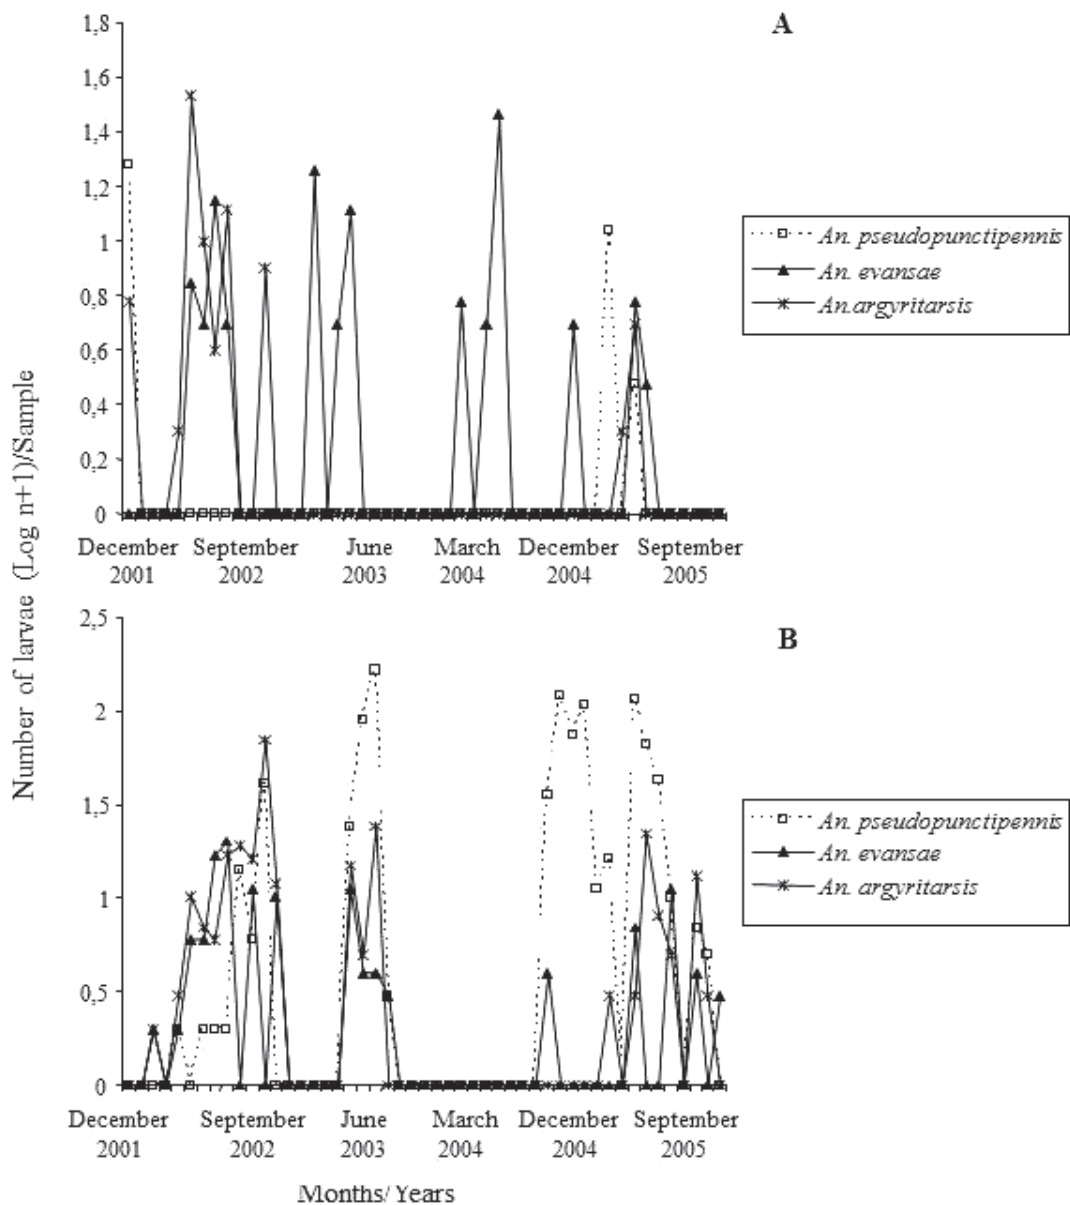 A
1,8
1,6
1,4
1,2
1
0,8
0,6
0,4
0,2
0
December September June March December September
2001 2002 2003 2004 2004 2005
An. pseudopunctipennis
An. evansae
An.argyritarsis
Number of larvae (Log n+1)/Sample
B
2,5
2
1,5
1
0,5
0
December September June March December September
2001 2002 2003 2004 2004 2005
Months/Years
An. pseudopunctipennis
An. evansae
An. argyritarsis